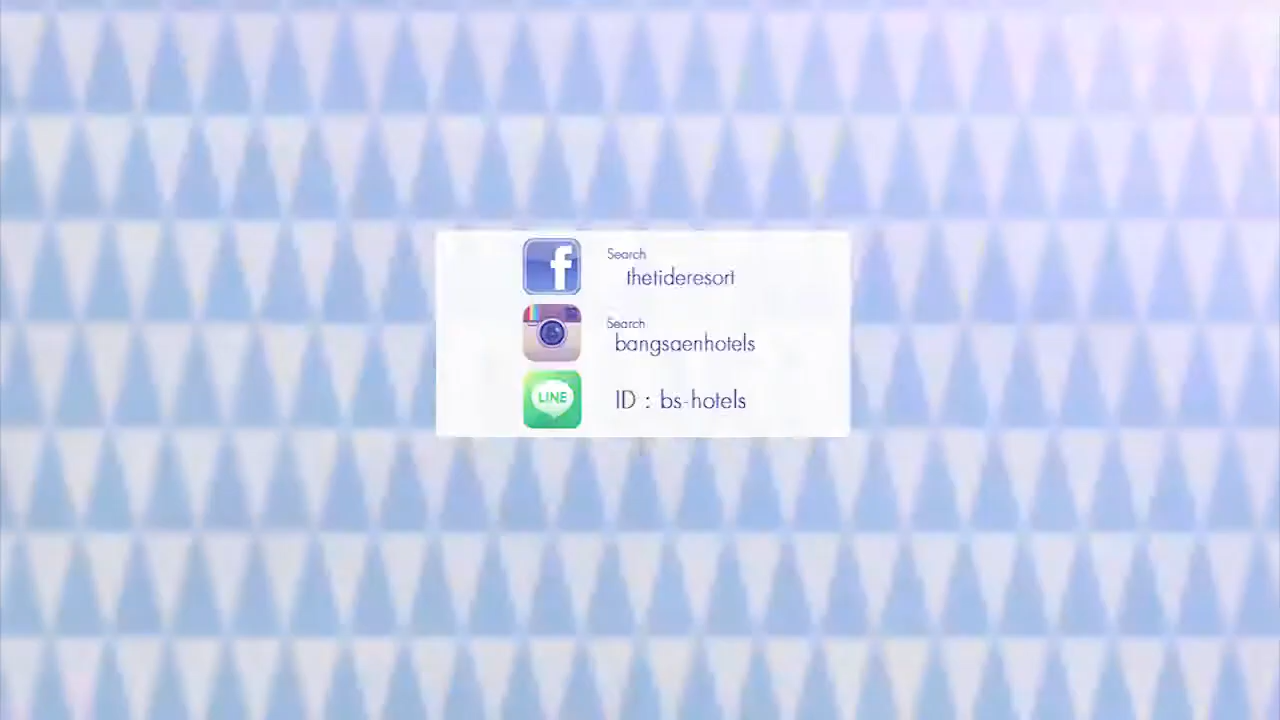 Search
thetideresort
Search
bangsaenhotels
LINE
ID : bs-hotels